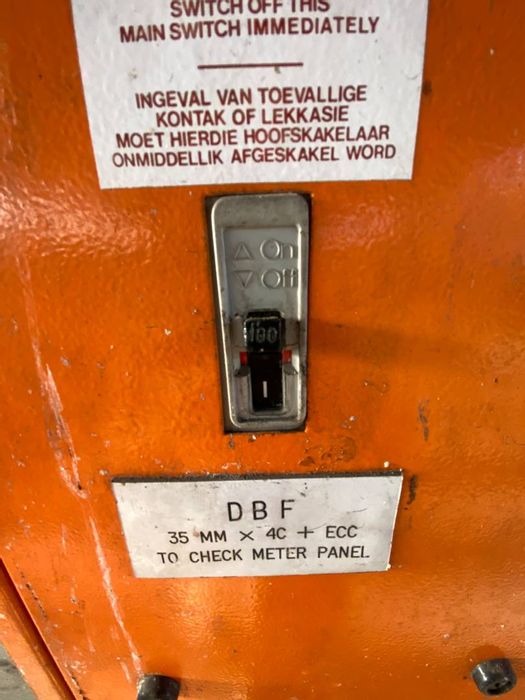 SWITCH OFF THIS
MAIN SWITCH IMMEDIATELY
INGEVAL VAN TOEVALLIGE
KONTAK OF LEKKASIE
MOET HIERDIE HOOFSKAKELAAR
ONMIDDELLIK AFGESKAKEL WORD
△ On
▽ Off
100
I
DBF
35 MM × 4C + ECC
TO CHECK METER PANEL